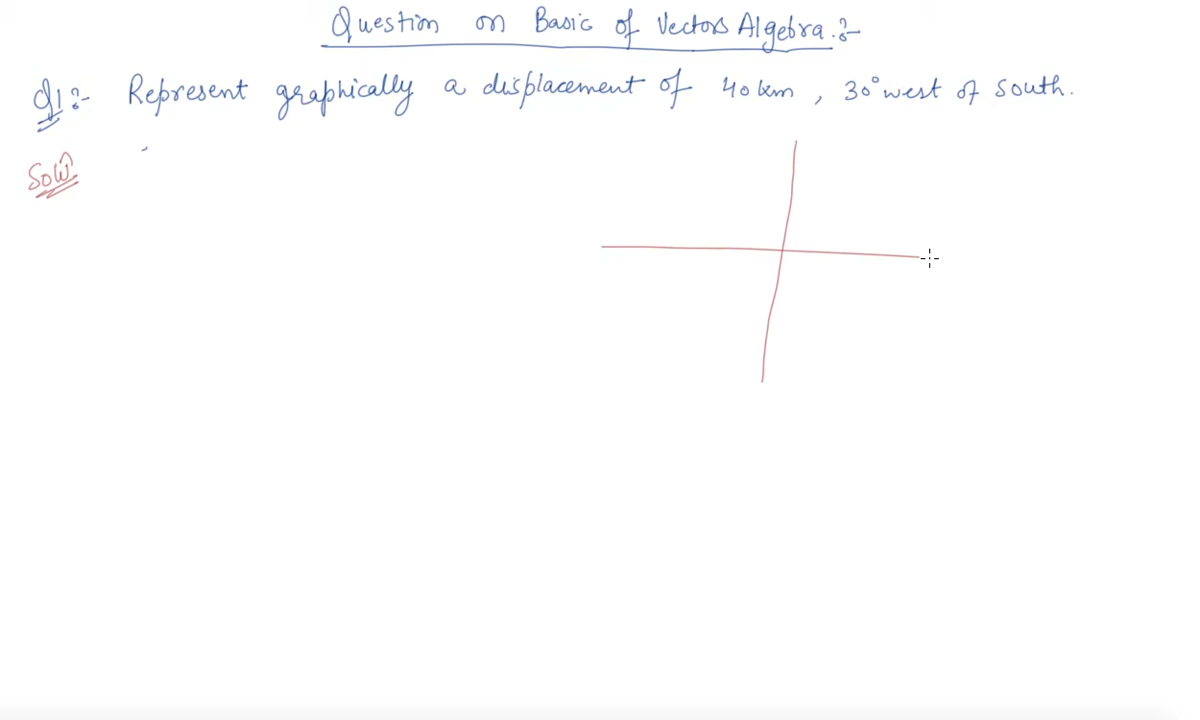 Question on Basic of Vectors Algebra :-
Q1 :- Represent graphically a displacement of 40 km , 30° west of south .
Solⁿ